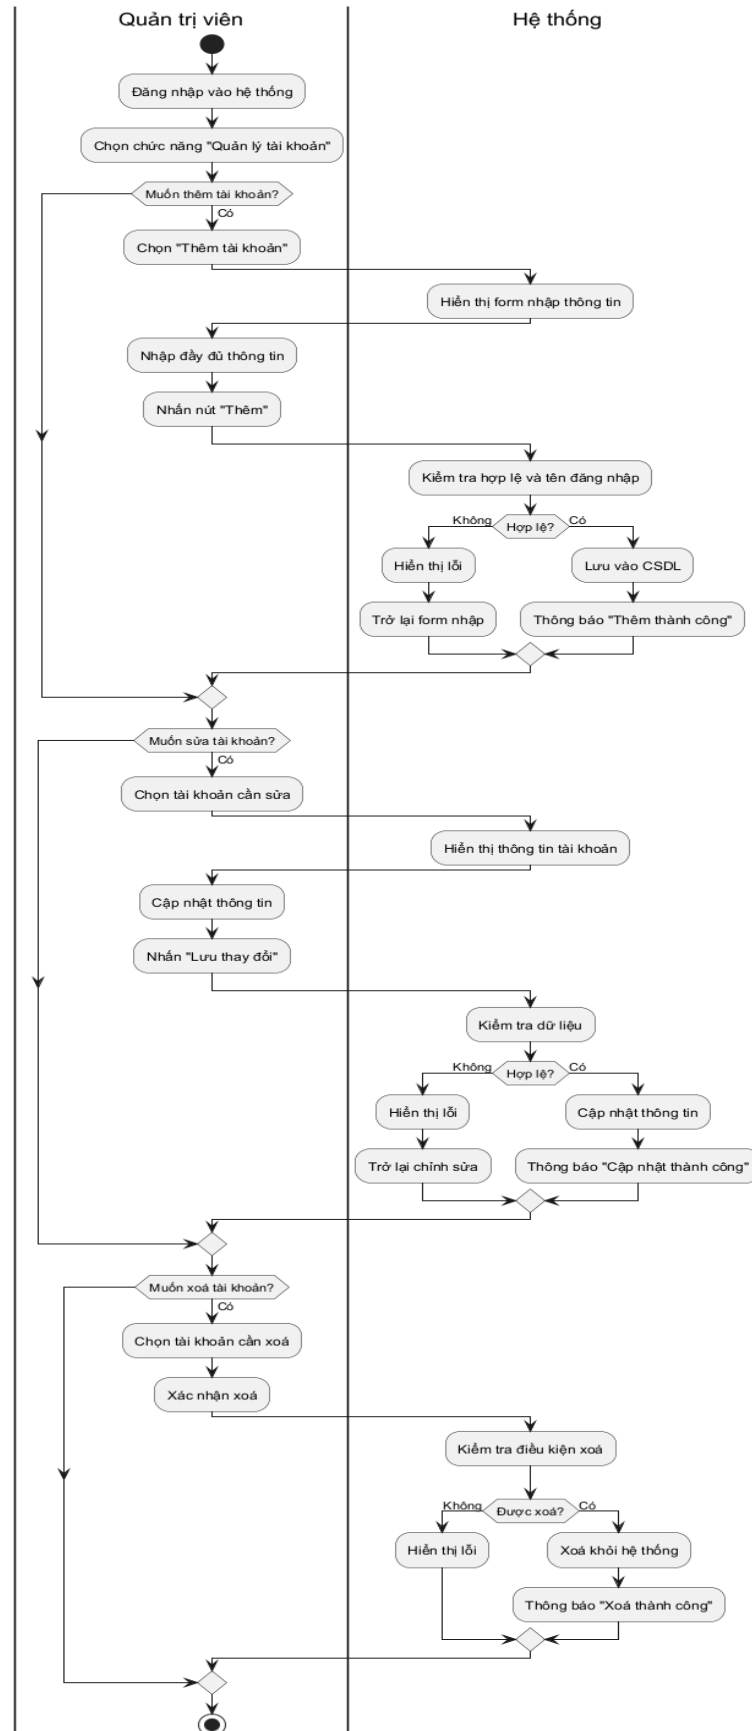 Quản trị viên
Hệ thống
Đăng nhập vào hệ thống
Chọn chức năng "Quản lý tài khoản"
Muốn thêm tài khoản?
Có
Chọn "Thêm tài khoản"
Hiển thị form nhập thông tin
Nhập đầy đủ thông tin
Nhấn nút "Thêm"
Kiểm tra hợp lệ và tên đăng nhập
Không
Hợp lệ?
Có
Hiển thị lỗi
Lưu vào CSDL
Trở lại form nhập
Thông báo "Thêm thành công"
Muốn sửa tài khoản?
Có
Chọn tài khoản cần sửa
Hiển thị thông tin tài khoản
Cập nhật thông tin
Nhấn "Lưu thay đổi"
Kiểm tra dữ liệu
Không
Hợp lệ?
Có
Hiển thị lỗi
Cập nhật thông tin
Trở lại chỉnh sửa
Thông báo "Cập nhật thành công"
Muốn xoá tài khoản?
Có
Chọn tài khoản cần xoá
Xác nhận xoá
Kiểm tra điều kiện xoá
Không
Được xoá?
Có
Hiển thị lỗi
Xoá khỏi hệ thống
Thông báo "Xoá thành công"